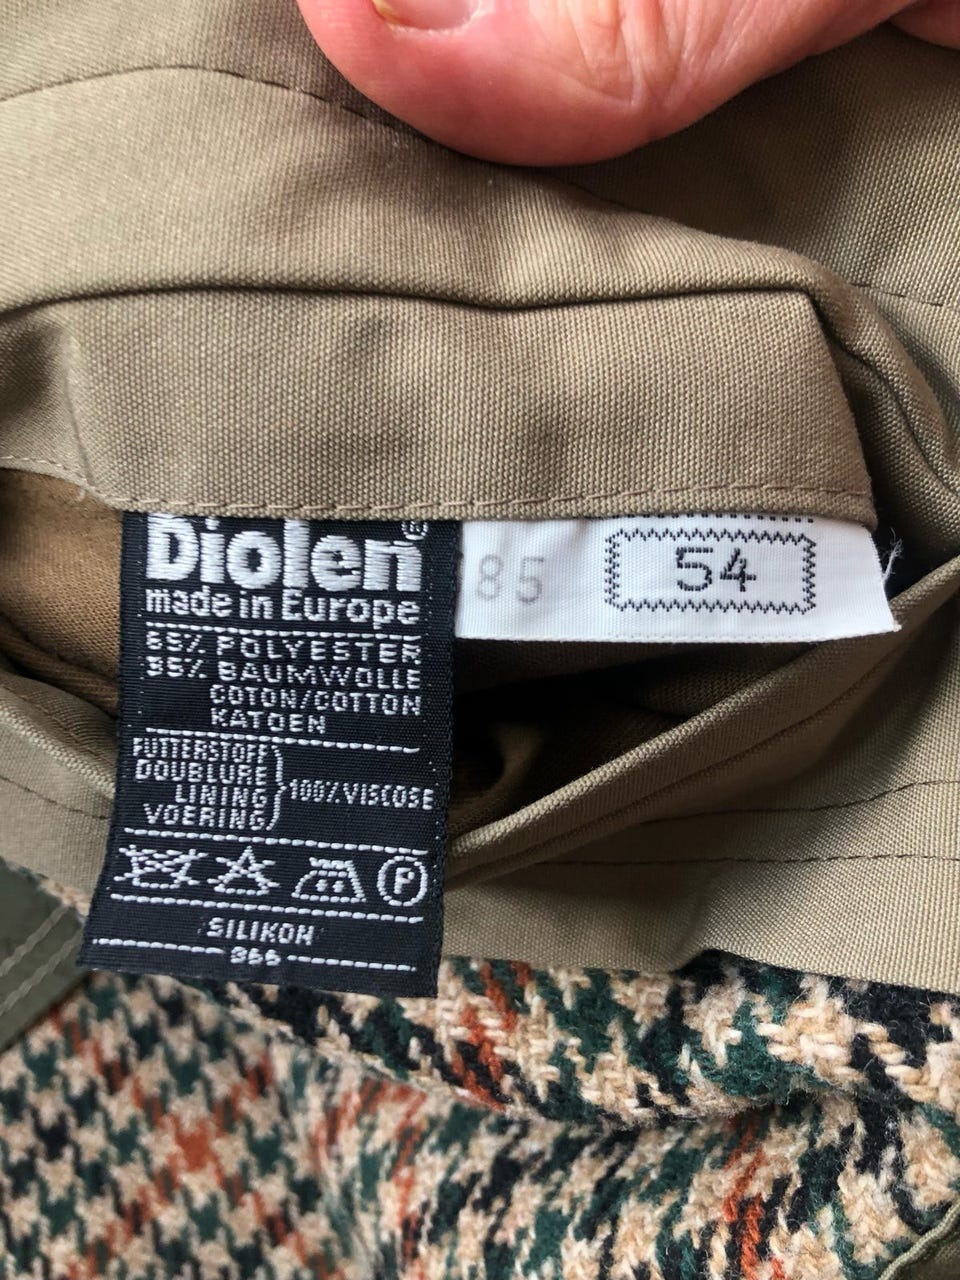 Diolen®
made in Europe
65% POLYESTER
35% BAUMWOLLE
COTON/COTTON
KATOEN
FUTTERSTOFF
DOUBLURE
LINING
VOERING
100% VISCOSE
P
SILIKON
366
85
54